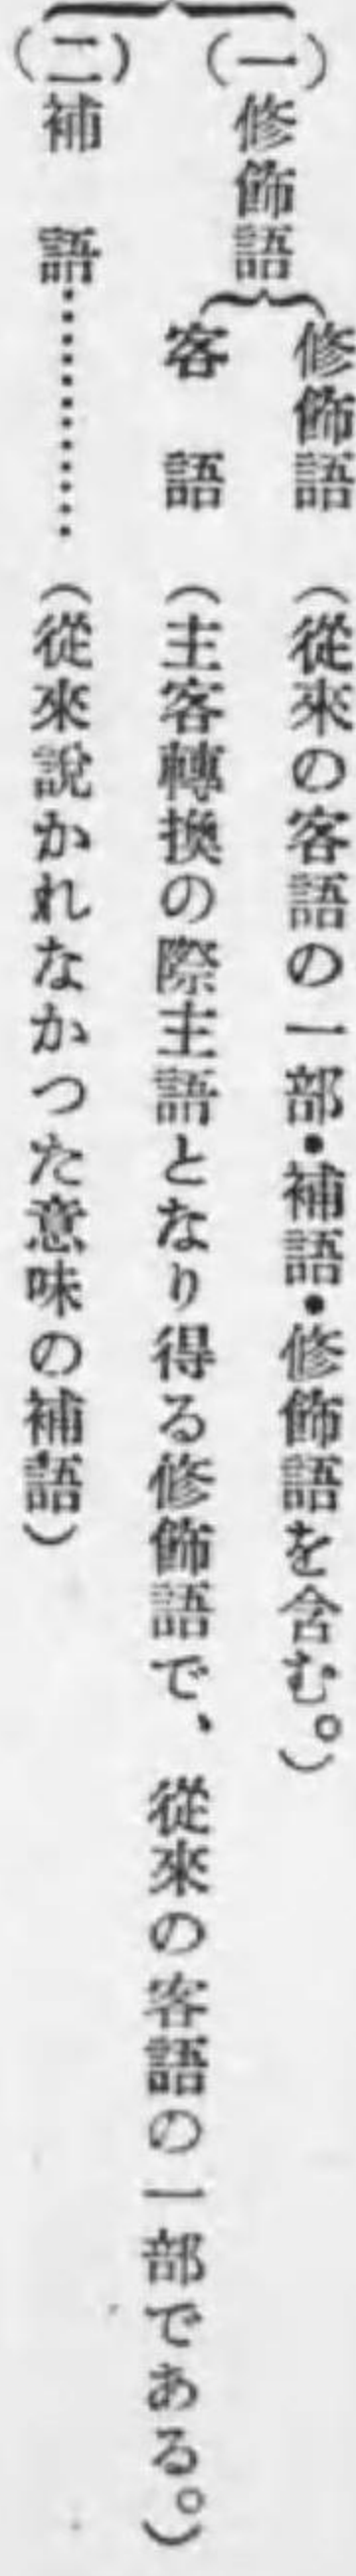 (一)修飾語
修飾語(從來の客語の一部・補語・修飾語を含む。)
客語(主客轉換の際主語となり得る修飾語で、從來の客語の一部である。)
(二)補語…………(從來說かれなかつた意味の補語)